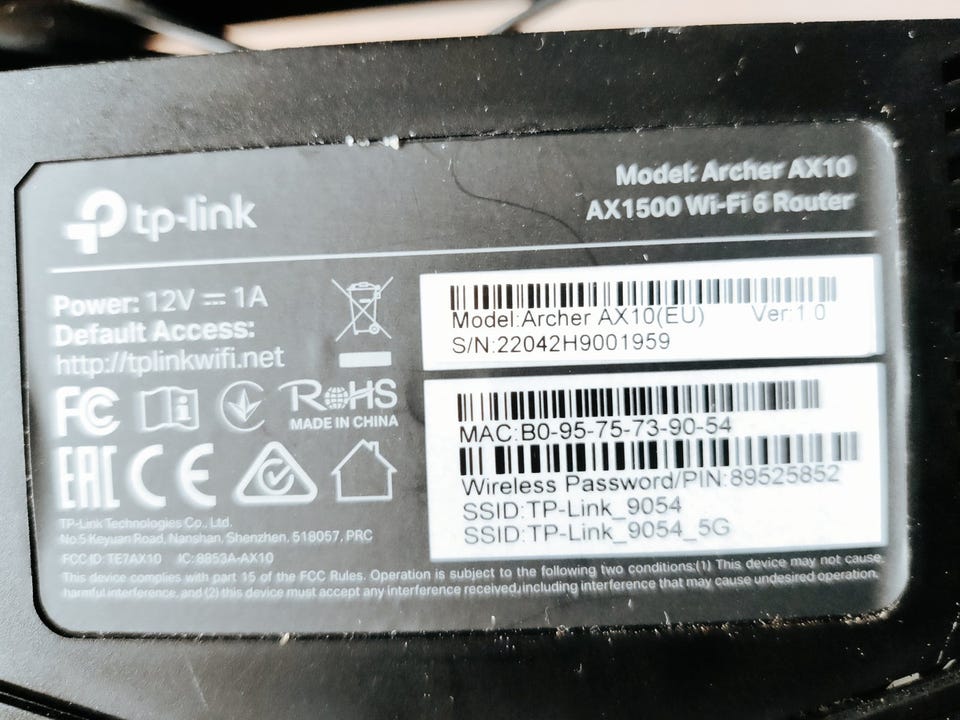 tp-link
Model: Archer AX10
AX1500 Wi-Fi 6 Router
Power: 12V ⎓ 1A
Default Access:
http://tplinkwifi.net
FC
RoHS
MADE IN CHINA
EAC CE
TP-Link Technologies Co., Ltd.
No.5 Keyuan Road, Nanshan, Shenzhen, 518057, PRC
FCC ID: TE7AX10 IC: 8853A-AX10
Model:Archer AX10(EU) Ver:1.0
S/N:22042H9001959
MAC:B0-95-75-73-90-54
Wireless Password/PIN:89525852
SSID:TP-Link_9054
SSID:TP-Link_9054_5G
This device complies with part 15 of the FCC Rules. Operation is subject to the following two conditions:(1) This device may not cause
harmful interference, and (2) this device must accept any interference received,including interference that may cause undesired operation.